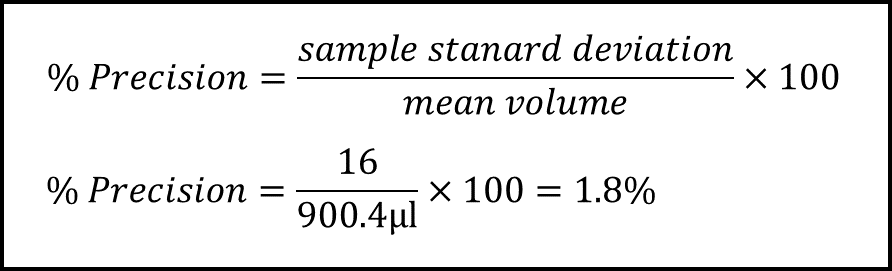 % Precision = sample stanard deviation / mean volume × 100
% Precision = 16 / 900.4µl × 100 = 1.8%